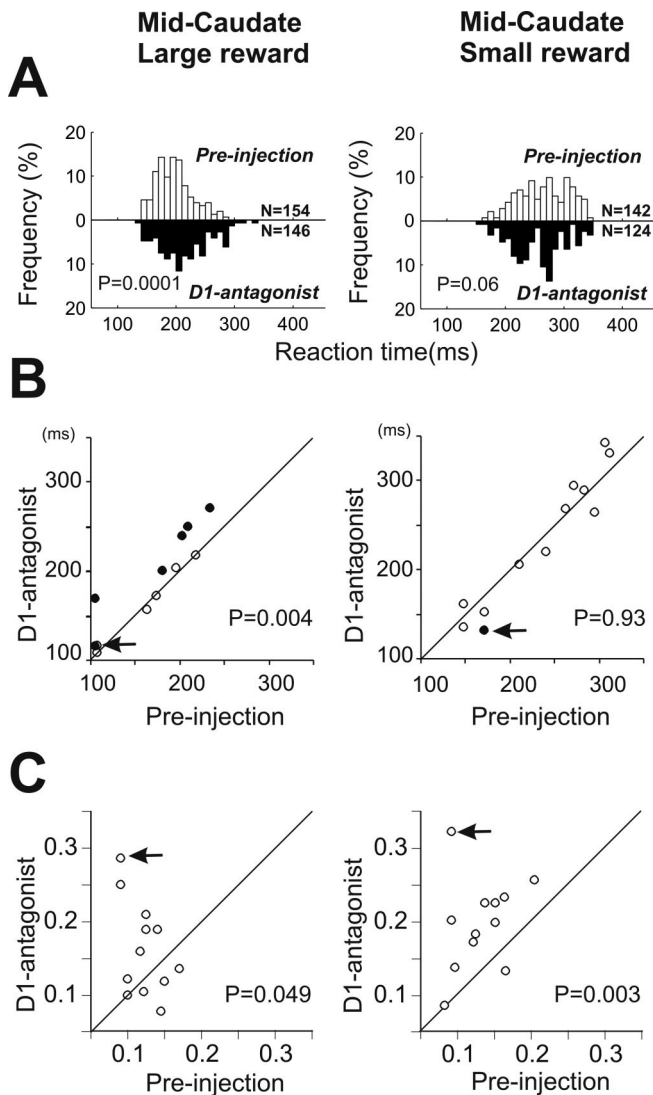 Mid-Caudate
Large reward
Mid-Caudate
Small reward
A
Frequency (%)
20
10
0
10
20
Pre-injection
N=154
N=146
P=0.0001
D1-antagonist
100 200 300 400
Frequency (%)
20
10
0
10
20
Pre-injection
N=142
N=124
P=0.06
D1-antagonist
100 200 300 400
Reaction time(ms)
B
(ms)
D1-antagonist
300
200
100
P=0.004
100 200 300
Pre-injection
(ms)
D1-antagonist
300
200
100
P=0.93
100 200 300
Pre-injection
C
D1-antagonist
0.3
0.2
0.1
P=0.049
0.1 0.2 0.3
Pre-injection
D1-antagonist
0.3
0.2
0.1
P=0.003
0.1 0.2 0.3
Pre-injection